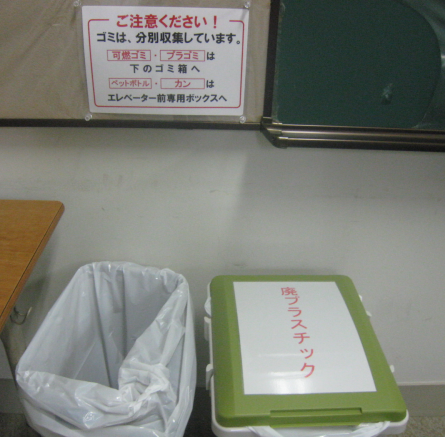 ご注意ください！
ゴミは、分別収集しています。
可燃ゴミ・プラゴミは
下のゴミ箱へ
ペットボトル・カンは
エレベーター前専用ボックスへ
廃プラスチック